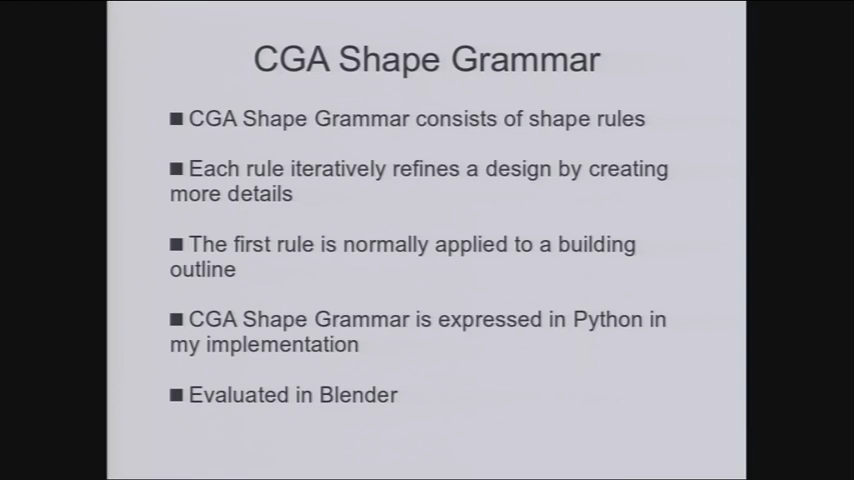 CGA Shape Grammar
■ CGA Shape Grammar consists of shape rules
■ Each rule iteratively refines a design by creating
more details
■ The first rule is normally applied to a building
outline
■ CGA Shape Grammar is expressed in Python in
my implementation
■ Evaluated in Blender